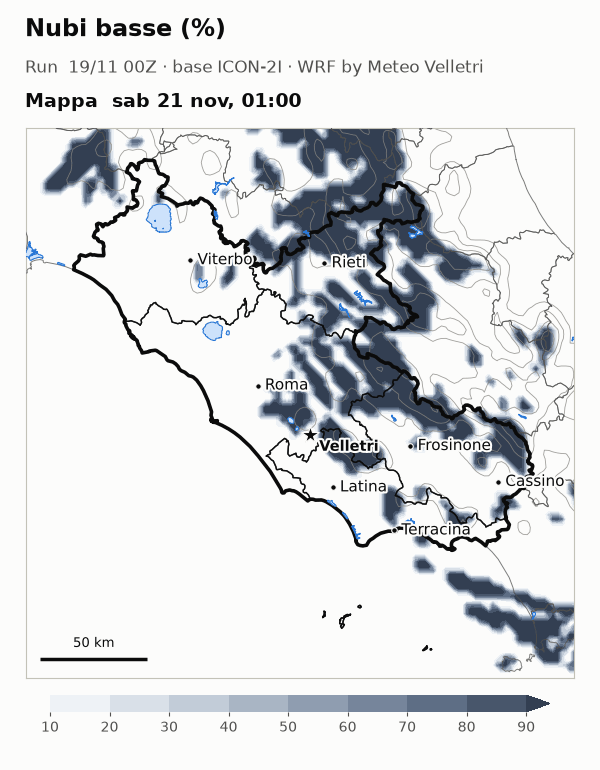 Nubi basse (%)
Run 19/11 00Z · base ICON-2I · WRF by Meteo Velletri
Mappa sab 21 nov, 01:00
Viterbo
Rieti
Roma
Velletri
Frosinone
Cassino
Latina
Terracina
50 km
10 20 30 40 50 60 70 80 90